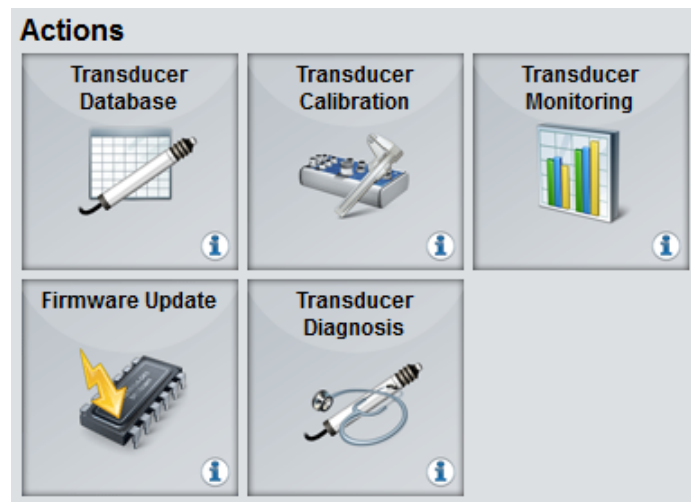 Actions
Transducer
Database
Transducer
Calibration
Transducer
Monitoring
Firmware Update
Transducer
Diagnosis